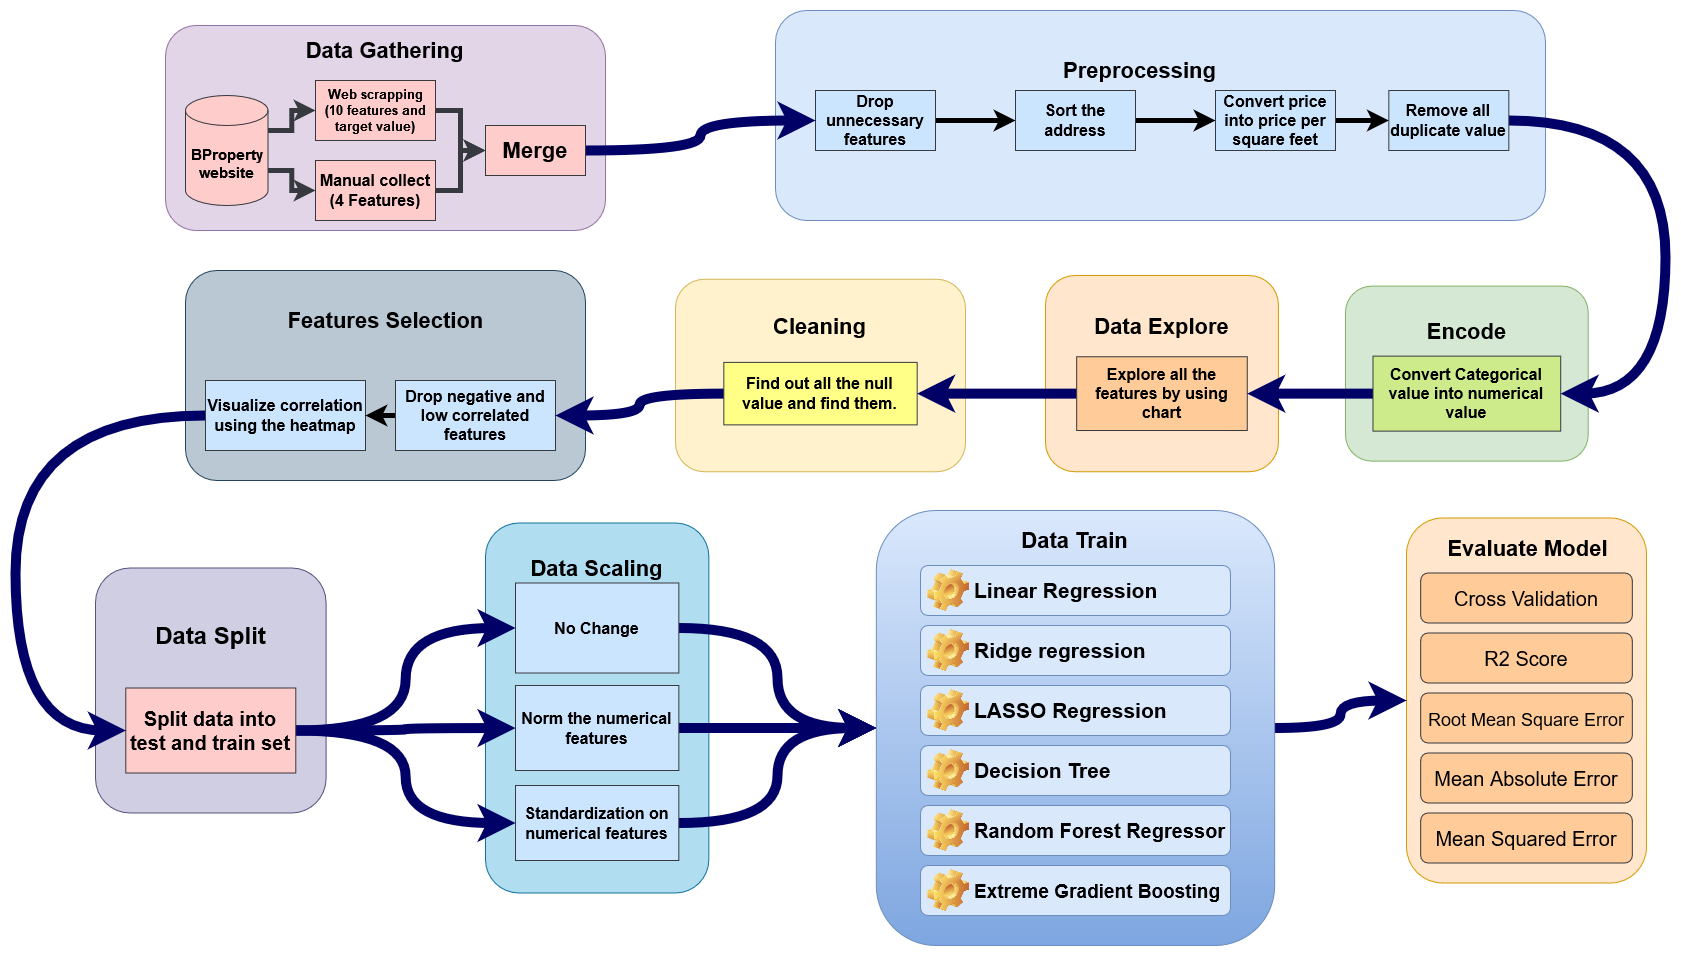 Data Gathering
BProperty
website
Web scrapping
(10 features and
target value)
Manual collect
(4 Features)
Merge
Preprocessing
Drop
unnecessary
features
Sort the
address
Convert price
into price per
square feet
Remove all
duplicate value
Encode
Convert Categorical
value into numerical
value
Data Explore
Explore all the
features by using
chart
Cleaning
Find out all the null
value and find them.
Features Selection
Drop negative and
low correlated
features
Visualize correlation
using the heatmap
Data Split
Split data into
test and train set
Data Scaling
No Change
Norm the numerical
features
Standardization on
numerical features
Data Train
Linear Regression
Ridge regression
LASSO Regression
Decision Tree
Random Forest Regressor
Extreme Gradient Boosting
Evaluate Model
Cross Validation
R2 Score
Root Mean Square Error
Mean Absolute Error
Mean Squared Error